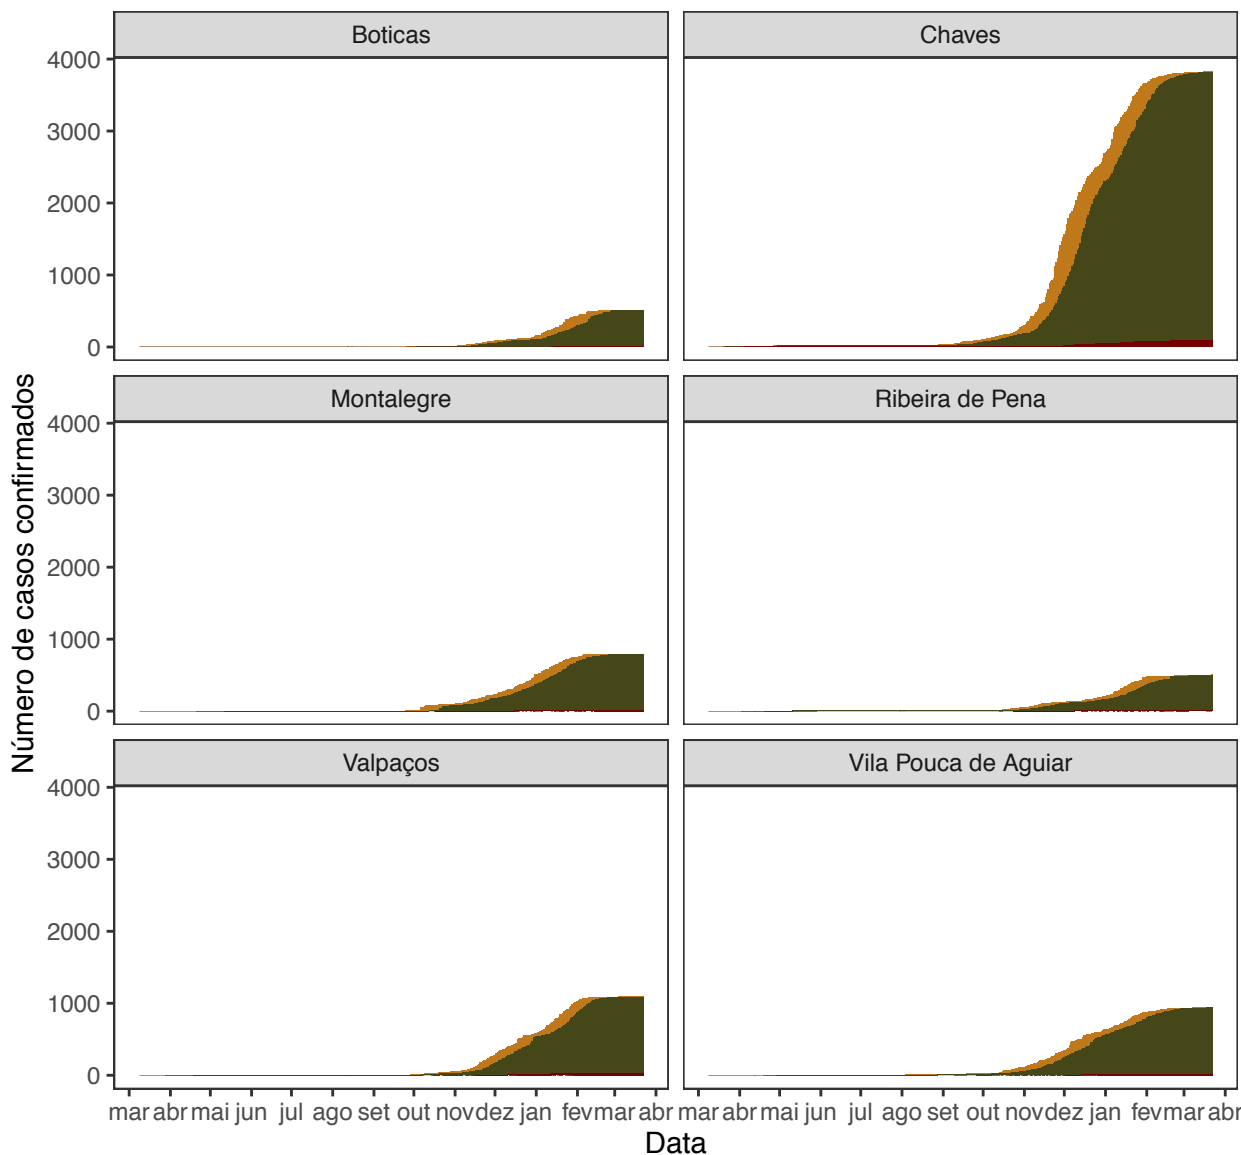 Boticas
Chaves
4000
3000
2000
1000
0
Montalegre
Ribeira de Pena
4000
3000
2000
1000
0
Valpaços
Vila Pouca de Aguiar
4000
3000
2000
1000
0
mar abr mai jun jul ago set out nov dez jan fev mar abr
mar abr mai jun jul ago set out nov dez jan fev mar abr
Data
Número de casos confirmados